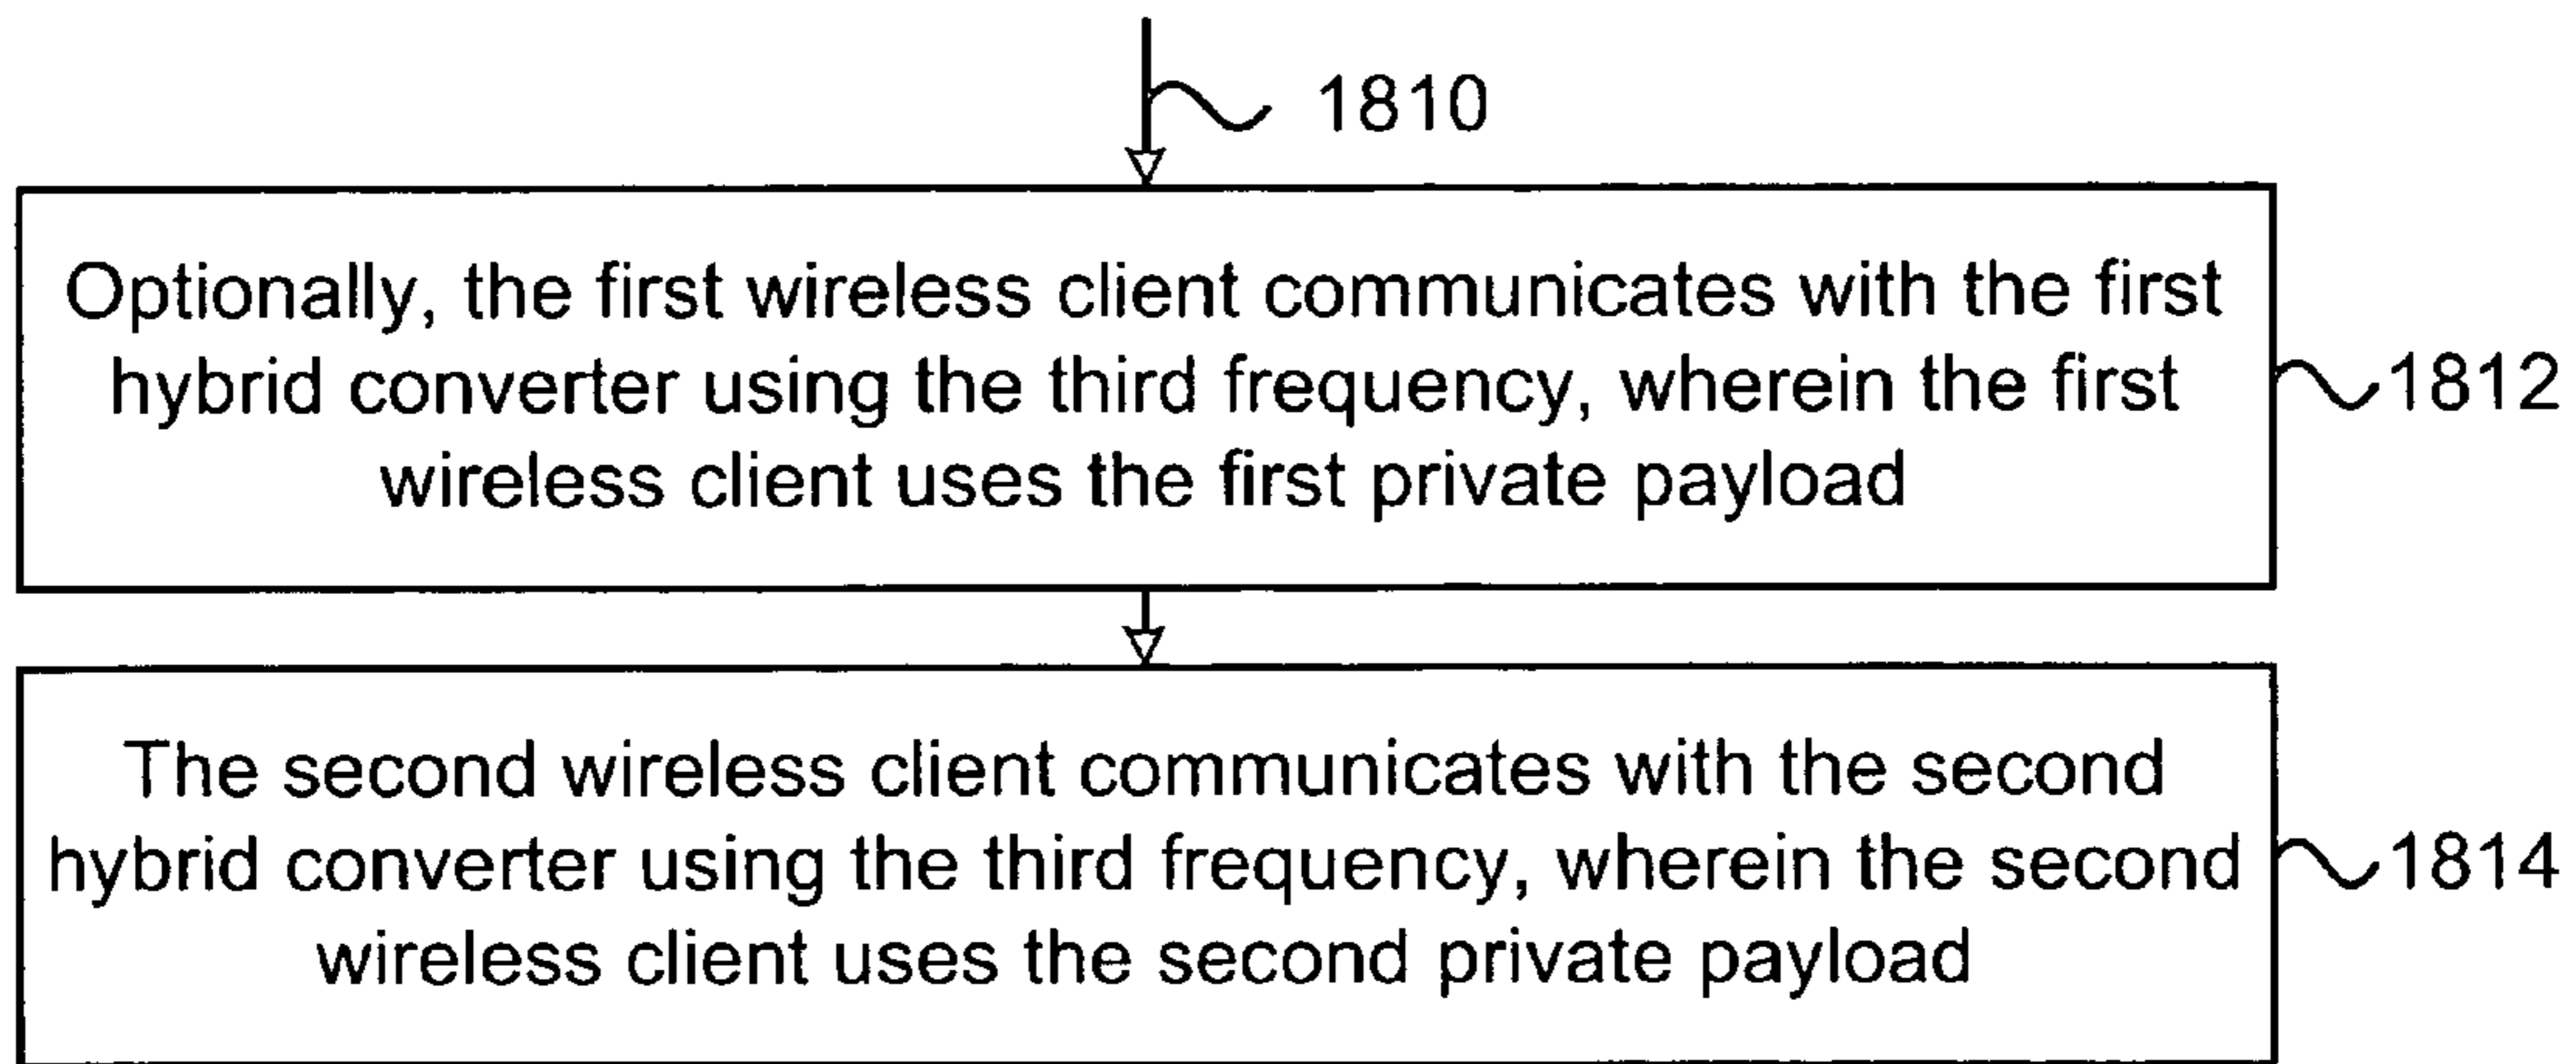 1810
Optionally, the first wireless client communicates with the first
hybrid converter using the third frequency, wherein the first
wireless client uses the first private payload
1812
The second wireless client communicates with the second
hybrid converter using the third frequency, wherein the second
wireless client uses the second private payload
1814